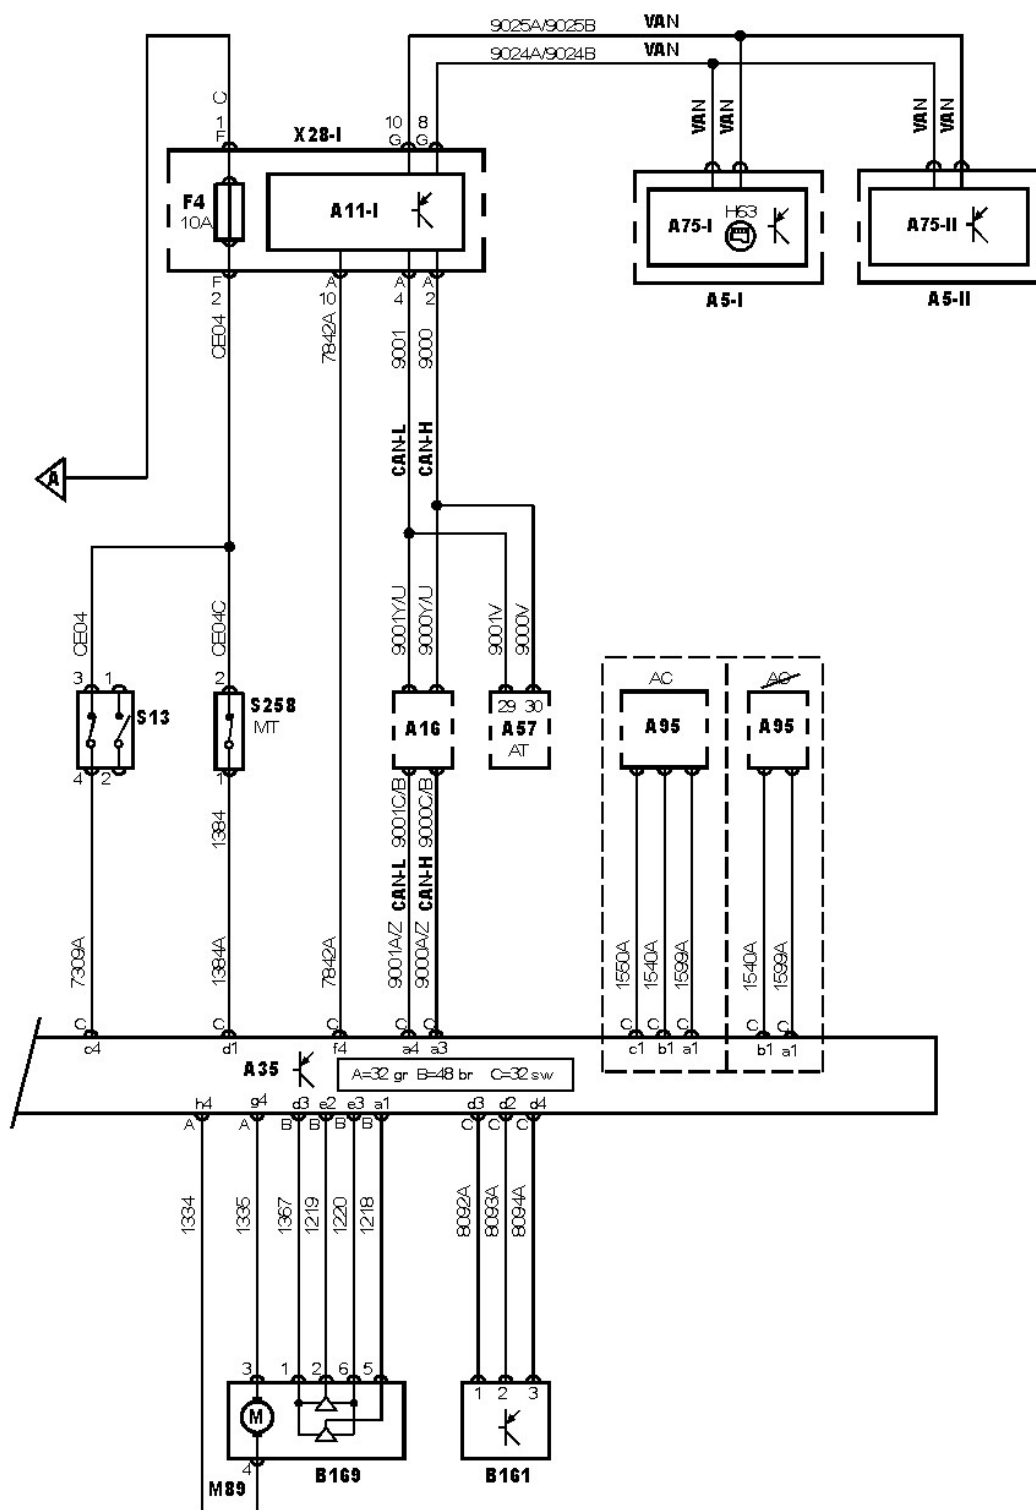 9025A/9025B VAN
9024A/9024B VAN
C
1
F
X28-I
10 8
G G
VAN
VAN
VAN
VAN
F4
10A
A11-I
A75-I
H63
A75-II
A5-I
A5-II
F
2
A
10
A
4
A
2
CE04
7842A
9001
9000
CAN-L
CAN-H
A
CE04
CE04C
9001Y/U
9000Y/U
9001V
9000V
3 1
S13
4 2
2
S258
MT
1
A16
29 30
A57
AT
AC
A95
AC
A95
1384
9001C/B
9000C/B
CAN-L
CAN-H
7309A
1384A
7842A
9001A/Z
9000A/Z
1550A
1540A
1599A
1540A
1599A
C C C C C C C C C C
c4 d1 f4 a4 a3 c1 b1 a1 b1 a1
A35
A=32 gr B=48 br C=32 sw
h4 g4 d3 e2 e3 a1 d3 d2 d4
A A B B B B C C C
1334
1335
1367
1219
1220
1218
8092A
8093A
8094A
3 1 2 6 5
1 2 3
M
4
M89
B169
B161